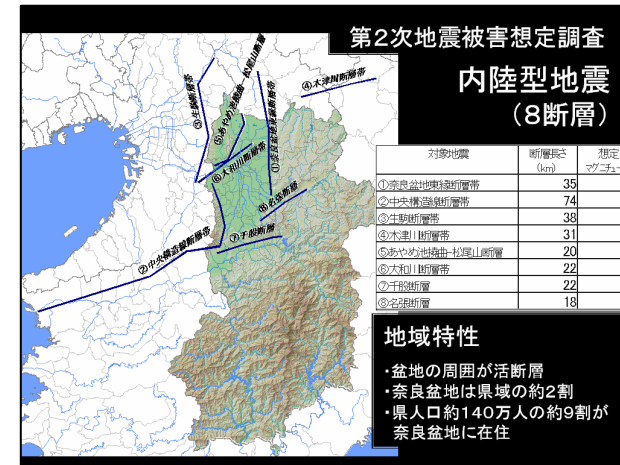 第2次地震被害想定調査
内陸型地震
(8断層)
④木津川断層帯
③生駒断層帯
⑤あやめ池撓曲-松尾山断層
①奈良盆地東縁断層帯
⑥大和川断層帯
⑧名張断層
⑦千股断層
②中央構造線断層帯
対象地震 断層長さ(km) 想定マグニチュー
①奈良盆地東縁断層帯 35
②中央構造線断層帯 74
③生駒断層帯 38
④木津川断層帯 31
⑤あやめ池撓曲-松尾山断層 20
⑥大和川断層帯 22
⑦千股断層 22
⑧名張断層 18
地域特性
・盆地の周囲が活断層
・奈良盆地は県域の約2割
・県人口約140万人の約9割が
奈良盆地に在住